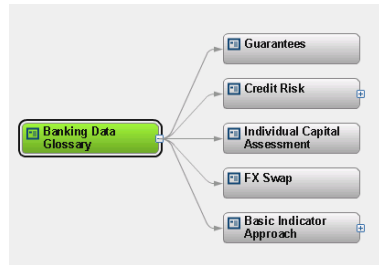 Guarantees
Credit Risk
Banking Data
Glossary
Individual Capital
Assessment
FX Swap
Basic Indicator
Approach